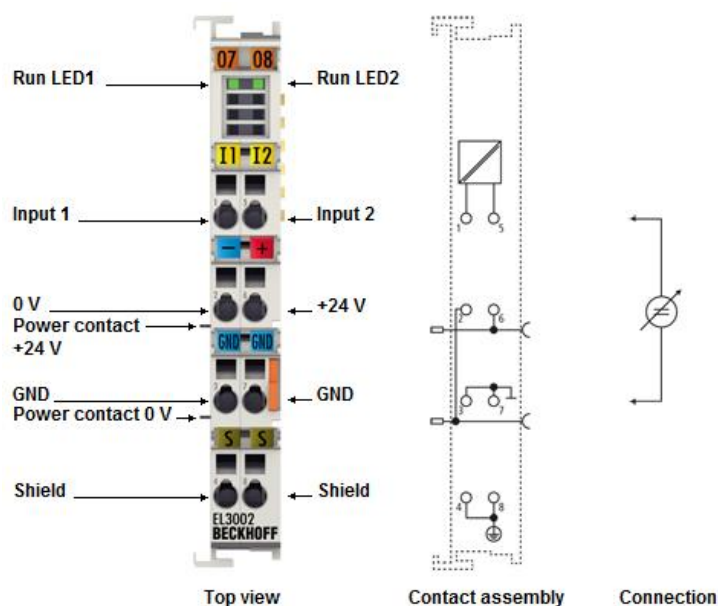 07 08
Run LED1
Run LED2
I1 I2
Input 1
Input 2
1 5
- +
0 V
+24 V
2 6
Power contact
+24 V
GND GND
GND
GND
3 7
Power contact 0 V
S S
Shield
Shield
4 8
EL3002
BECKHOFF
Top view
Contact assembly
Connection